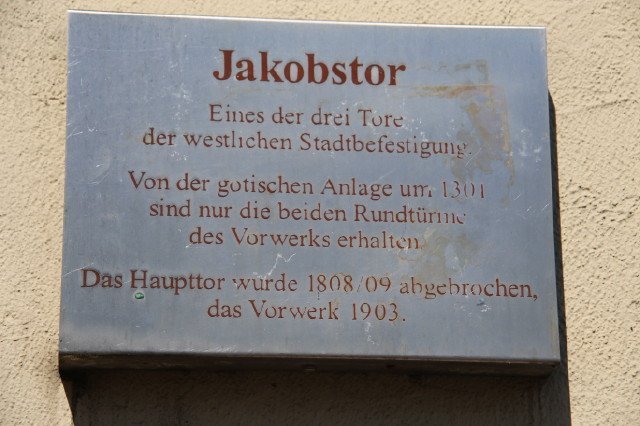 Jakobstor
Eines der drei Tore
der westlichen Stadtbefestigung.
Von der gotischen Anlage um 1301
sind nur die beiden Rundtürme
des Vorwerks erhalten.
Das Haupttor wurde 1808/09 abgebrochen,
das Vorwerk 1903.